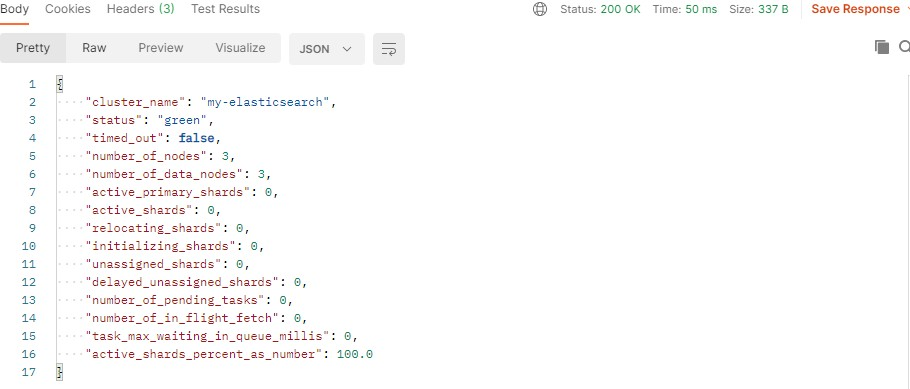 Body Cookies Headers (3) Test Results Status: 200 OK Time: 50 ms Size: 337 B Save Response
Pretty Raw Preview Visualize JSON
1 {
2 "cluster_name": "my-elasticsearch",
3 "status": "green",
4 "timed_out": false,
5 "number_of_nodes": 3,
6 "number_of_data_nodes": 3,
7 "active_primary_shards": 0,
8 "active_shards": 0,
9 "relocating_shards": 0,
10 "initializing_shards": 0,
11 "unassigned_shards": 0,
12 "delayed_unassigned_shards": 0,
13 "number_of_pending_tasks": 0,
14 "number_of_in_flight_fetch": 0,
15 "task_max_waiting_in_queue_millis": 0,
16 "active_shards_percent_as_number": 100.0
17 }